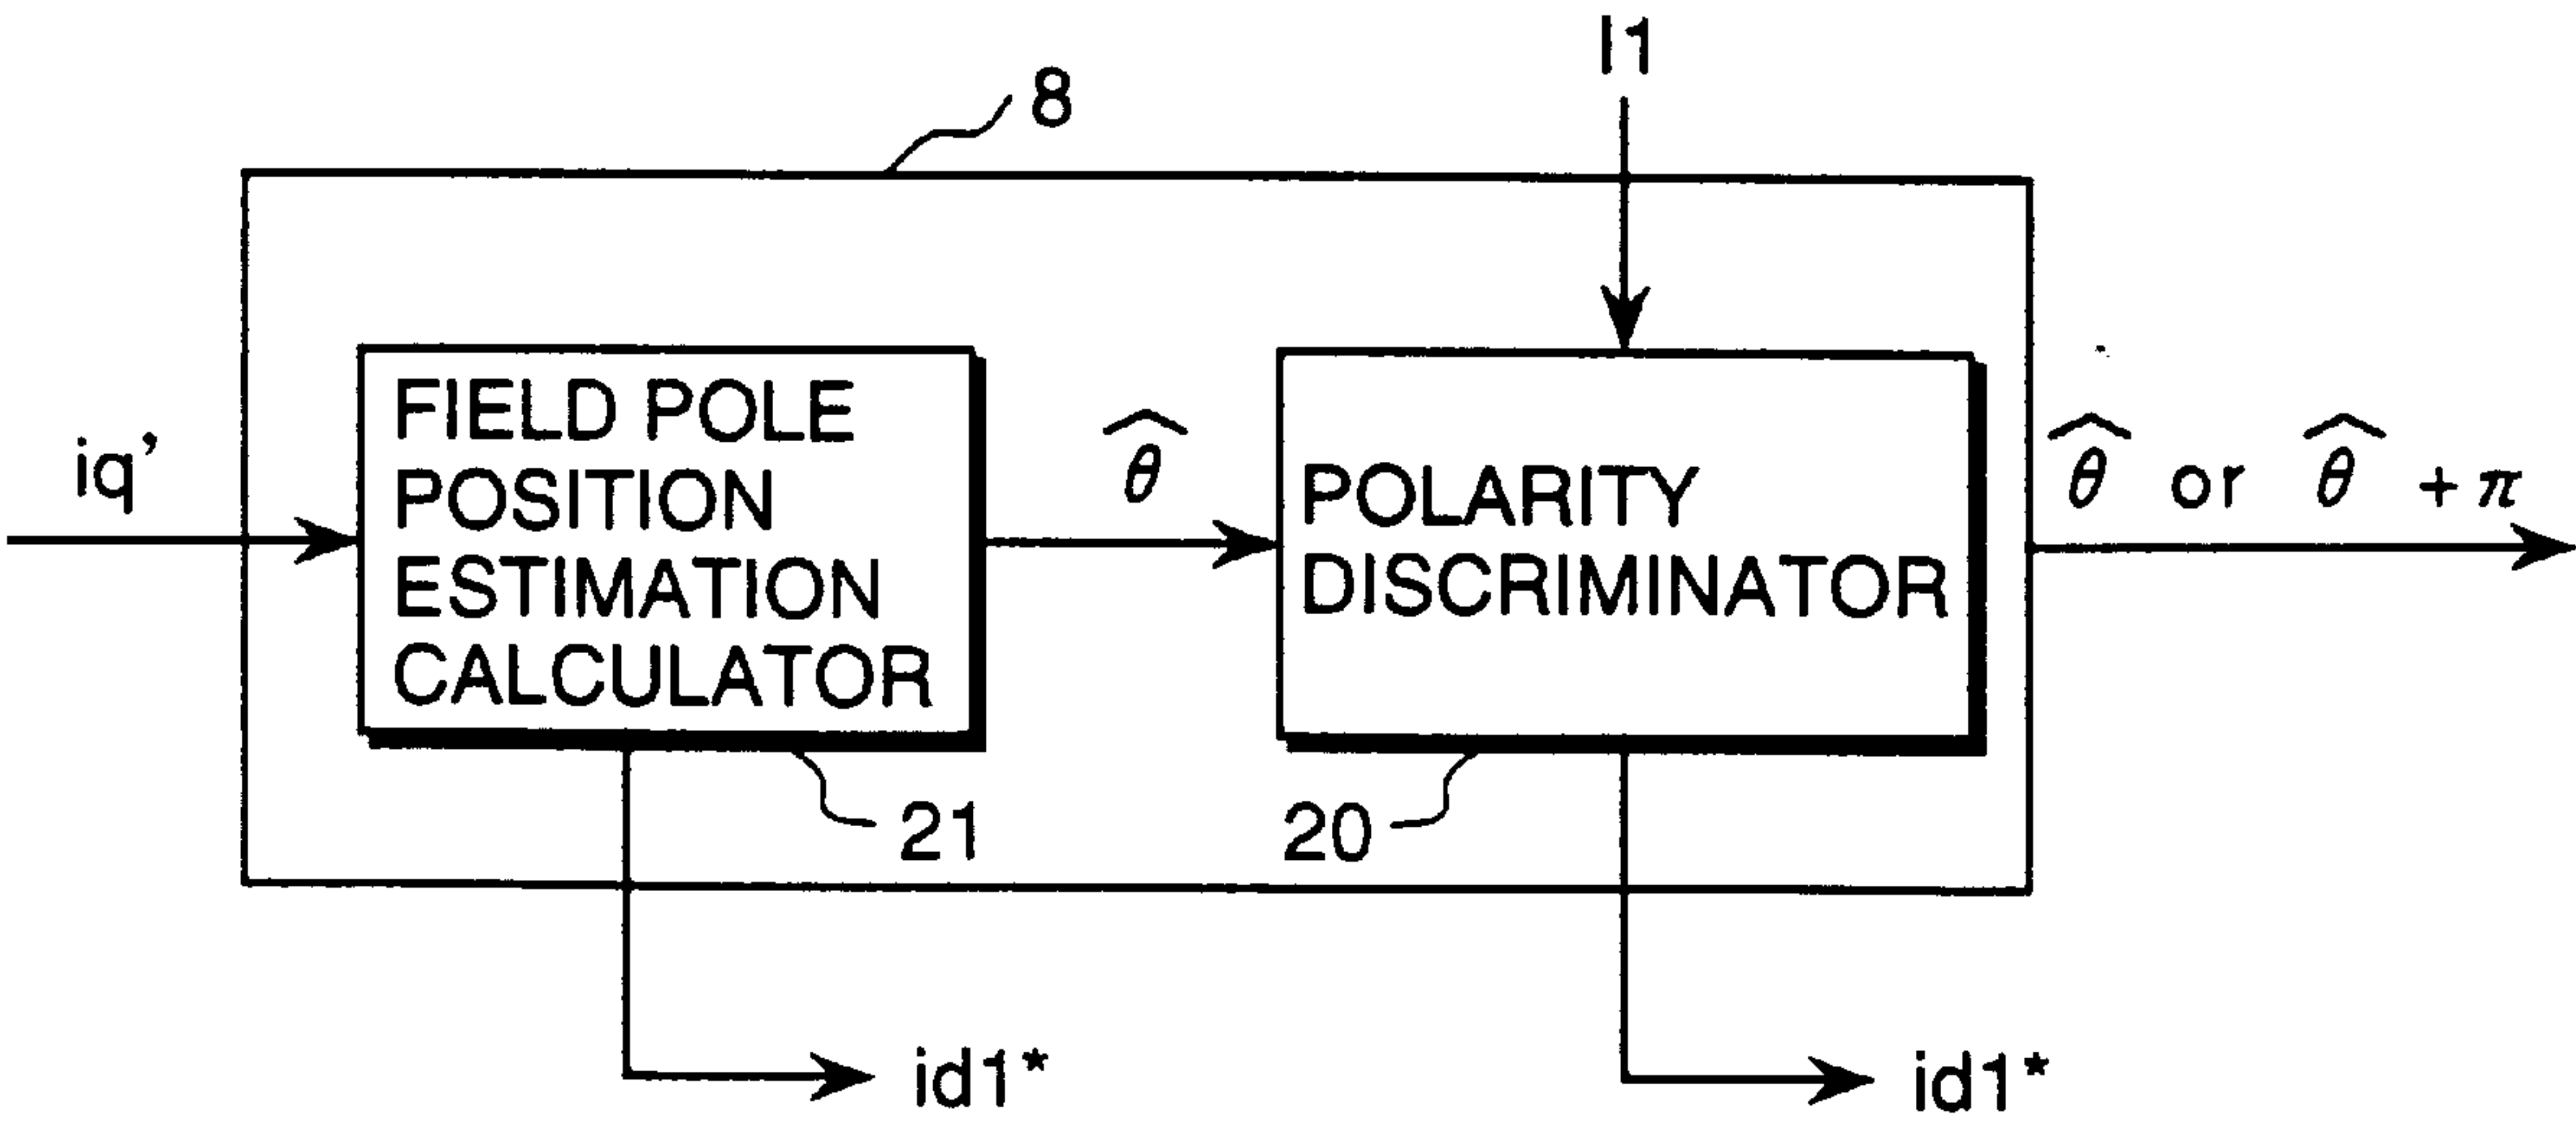 I1
8
iq'
FIELD POLE
POSITION
ESTIMATION
CALCULATOR
θ̂
POLARITY
DISCRIMINATOR
θ̂ or θ̂ + π
21
20
id1*
id1*